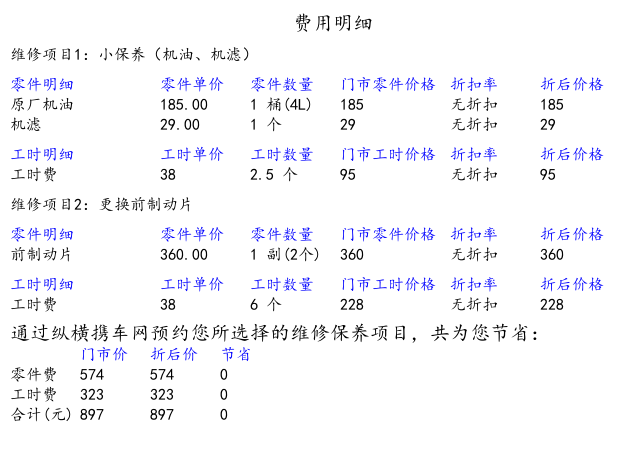 费用明细
维修项目1: 小保养（机油、机滤）
零件明细 零件单价 零件数量 门市零件价格 折扣率 折后价格
原厂机油 185.00 1 桶(4L) 185 无折扣 185
机滤 29.00 1 个 29 无折扣 29
工时明细 工时单价 工时数量 门市工时价格 折扣率 折后价格
工时费 38 2.5 个 95 无折扣 95
维修项目2: 更换前制动片
零件明细 零件单价 零件数量 门市零件价格 折扣率 折后价格
前制动片 360.00 1 副(2个) 360 无折扣 360
工时明细 工时单价 工时数量 门市工时价格 折扣率 折后价格
工时费 38 6 个 228 无折扣 228
通过纵横携车网预约您所选择的维修保养项目，共为您节省：
门市价 折后价 节省
零件费 574 574 0
工时费 323 323 0
合计(元) 897 897 0